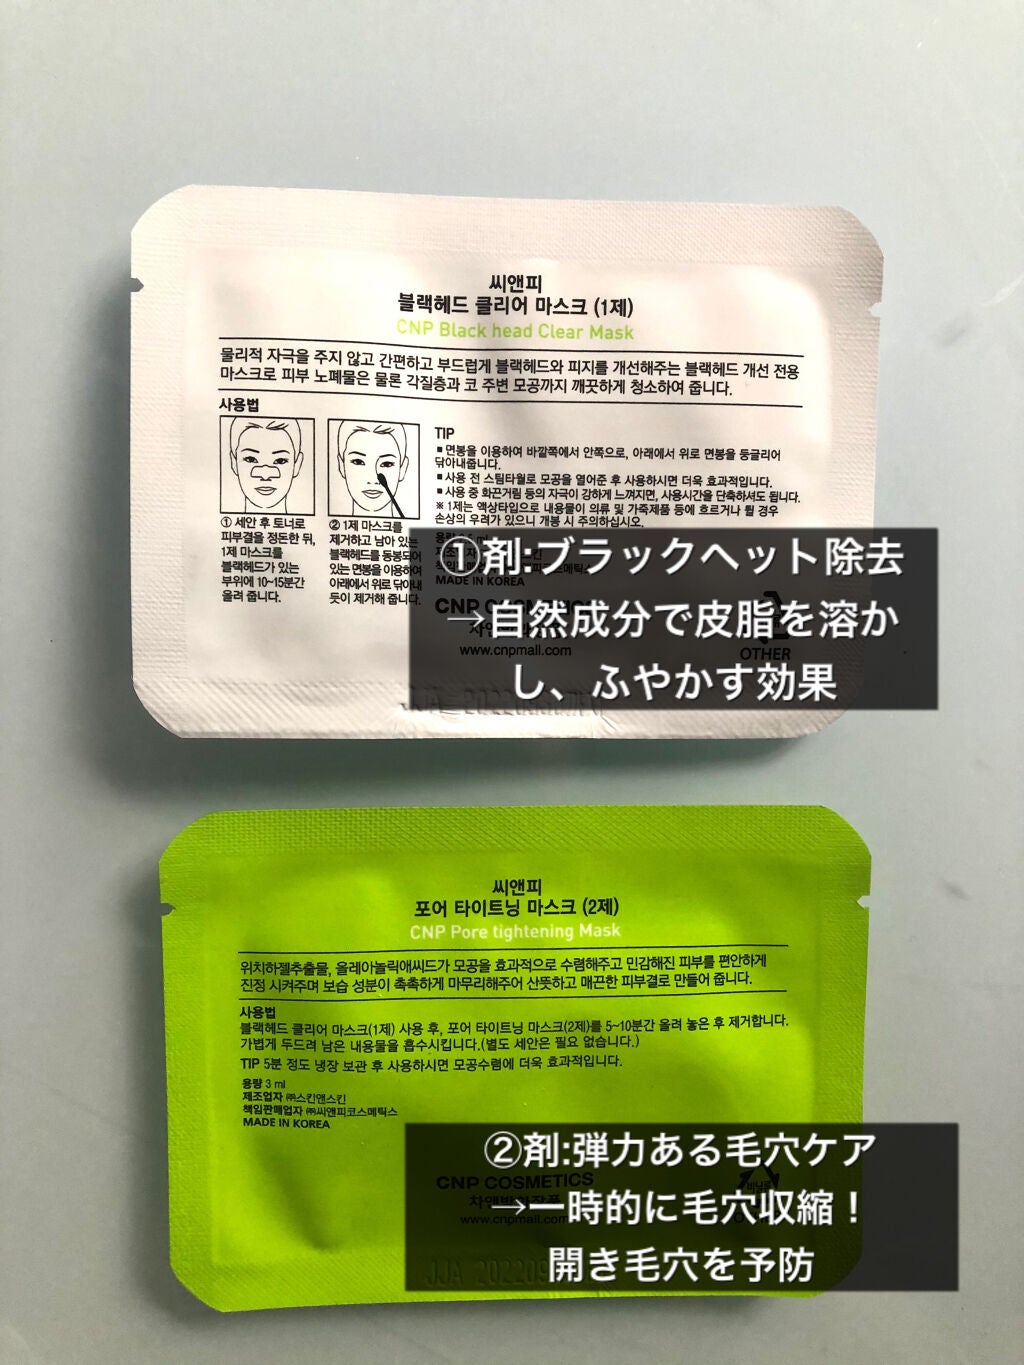 씨앤피
블랙헤드 클리어 마스크 (1제)
CNP Black head Clear Mask
물리적 자극을 주지 않고 간편하고 부드럽게 블랙헤드와 피지를 개선해주는 블랙헤드 개선 전용
마스크로 피부 노폐물은 물론 각질층과 코 주변 모공까지 깨끗하게 청소하여 줍니다.
사용법
① 세안 후 토너로
피부결을 정돈한 뒤,
1제 마스크를
블랙헤드가 있는
부위에 10~15분간
올려 줍니다.
② 1제 마스크를
제거하고 남아 있는
블랙헤드를 동봉되어
있는 면봉을 이용하여
아래에서 위로 닦아내
듯이 제거해 줍니다.
TIP
▪ 면봉을 이용하여 바깥쪽에서 안쪽으로, 아래에서 위로 면봉을 둥글리어
닦아내줍니다.
▪ 사용 전 스팀타월로 모공을 열어준 후 사용하시면 더욱 효과적입니다.
▪ 사용 중 화끈거림 등의 자극이 강하게 느껴지면, 사용시간을 단축하셔도 됩니다.
※ 1제는 액상타입으로 내용물이 의류 및 가죽제품 등에 흐르거나 튈 경우
손상의 우려가 있으니 개봉 시 주의하십시오.
MADE IN KOREA
CNP COSMETICS
www.cnpmall.com
OTHER
①剤:ブラックヘット除去
→自然成分で皮脂を溶か
し、ふやかす効果
씨앤피
포어 타이트닝 마스크 (2제)
CNP Pore tightening Mask
위치하젤추출물, 올레아놀릭애씨드가 모공을 효과적으로 수렴해주고 민감해진 피부를 편안하게
진정 시켜주며 보습 성분이 촉촉하게 마무리해주어 산뜻하고 매끈한 피부결로 만들어 줍니다.
사용법
블랙헤드 클리어 마스크(1제) 사용 후, 포어 타이트닝 마스크(2제)를 5~10분간 올려 놓은 후 제거합니다.
가볍게 두드려 남은 내용물을 흡수시킵니다.(별도 세안은 필요 없습니다.)
TIP 5분 정도 냉장 보관 후 사용하시면 모공수렴에 더욱 효과적입니다.
용량 3 ml
제조업자 ㈜스킨앤스킨
책임판매업자 ㈜씨앤피코스메틱스
MADE IN KOREA
CNP COSMETICS
www.cnpmall.com
②剤:弾力ある毛穴ケア
→一時的に毛穴収縮！
開き毛穴を予防